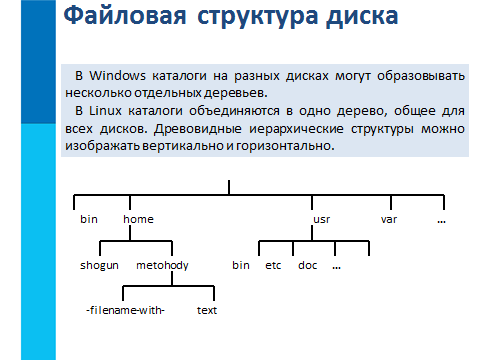 Файловая структура диска
В Windows каталоги на разных дисках могут образовывать
несколько отдельных деревьев.
В Linux каталоги объединяются в одно дерево, общее для
всех дисков. Древовидные иерархические структуры можно
изображать вертикально и горизонтально.
bin home usr var ...
shogun metohody bin etc doc ...
-filename-with- text